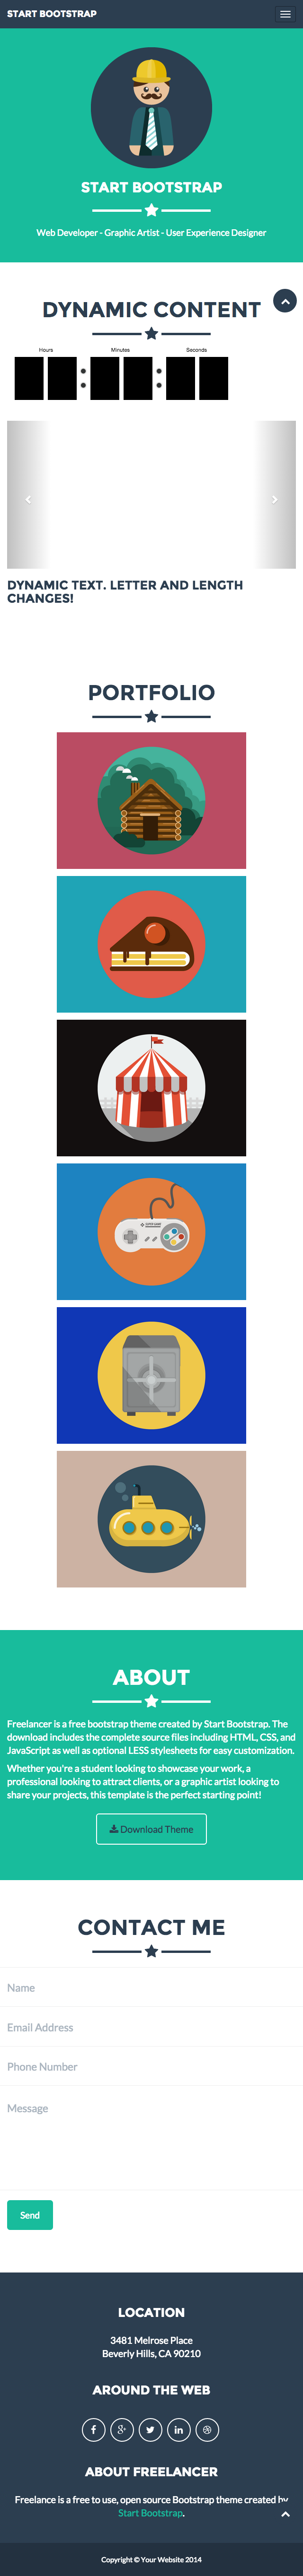 START BOOTSTRAP
START BOOTSTRAP
Web Developer - Graphic Artist - User Experience Designer
DYNAMIC CONTENT
Hours Minutes Seconds
DYNAMIC TEXT. LETTER AND LENGTH
CHANGES!
PORTFOLIO
ABOUT
Freelancer is a free bootstrap theme created by Start Bootstrap. The
download includes the complete source files including HTML, CSS, and
JavaScript as well as optional LESS stylesheets for easy customization.
Whether you're a student looking to showcase your work, a
professional looking to attract clients, or a graphic artist looking to
share your projects, this template is the perfect starting point!
Download Theme
CONTACT ME
Name
Email Address
Phone Number
Message
Send
LOCATION
3481 Melrose Place
Beverly Hills, CA 90210
AROUND THE WEB
ABOUT FREELANCER
Freelance is a free to use, open source Bootstrap theme created by
Start Bootstrap.
Copyright © Your Website 2014